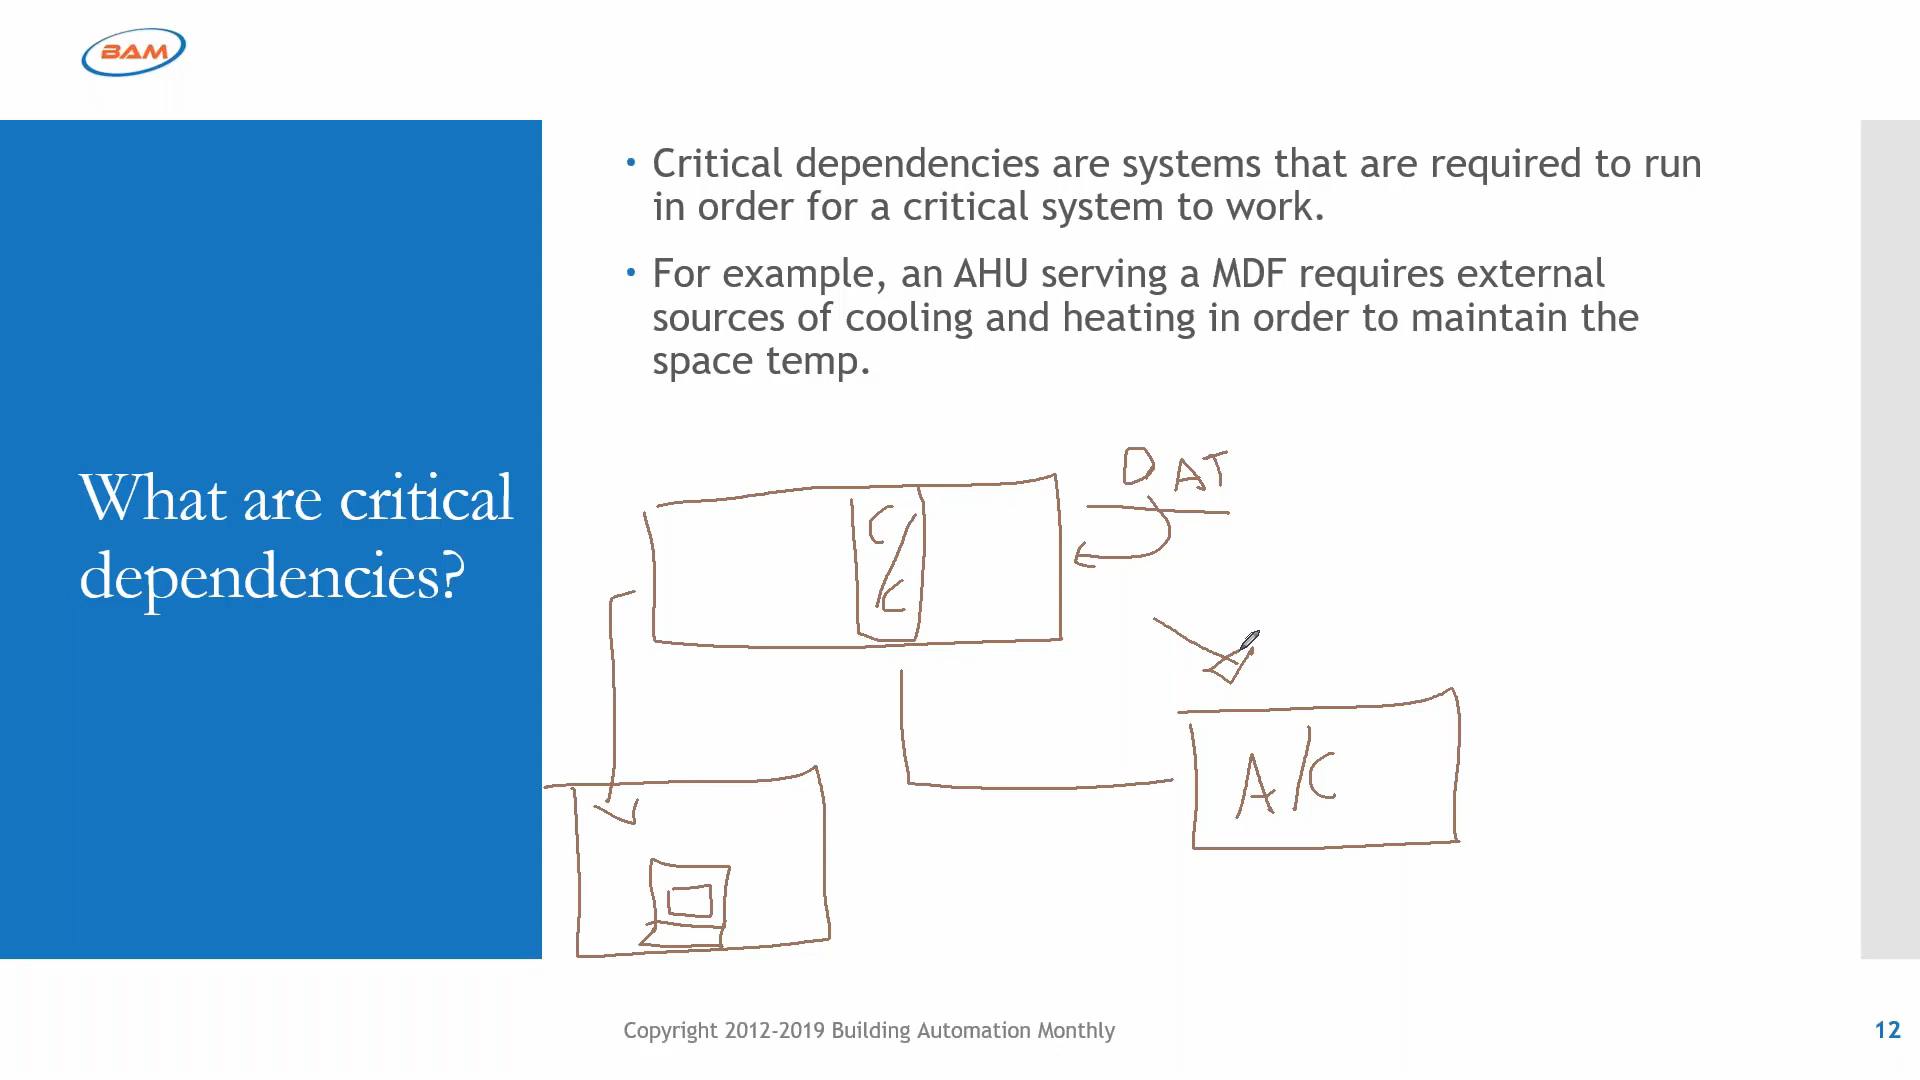 BAM
What are critical
dependencies?
• Critical dependencies are systems that are required to run
in order for a critical system to work.
• For example, an AHU serving a MDF requires external
sources of cooling and heating in order to maintain the
space temp.
DAT
C/C
A/C
Copyright 2012-2019 Building Automation Monthly
12